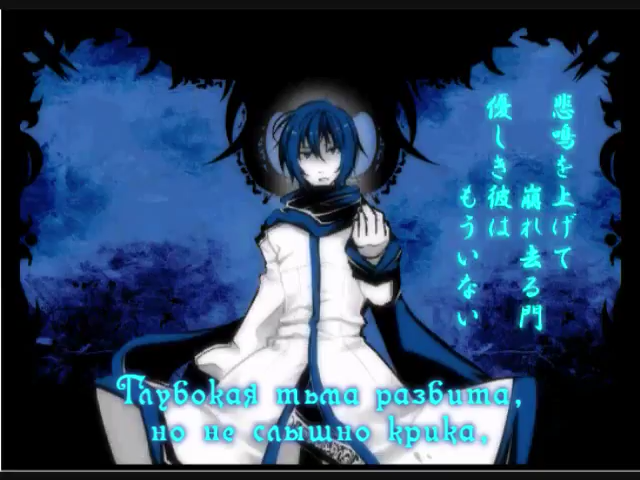 悲鳴を上げて
崩れ去る門
優しき彼は
もういない
Глубокая тьма разбита,
но не слышно крика,